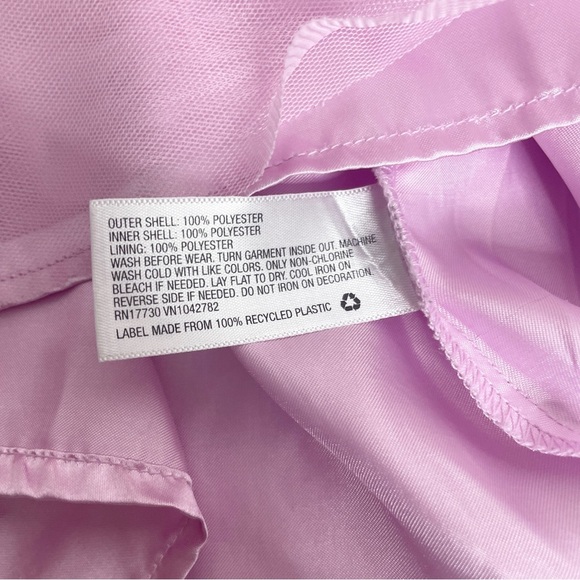 OUTER SHELL: 100% POLYESTER
INNER SHELL: 100% POLYESTER
LINING: 100% POLYESTER
WASH BEFORE WEAR. TURN GARMENT INSIDE OUT. MACHINE
WASH COLD WITH LIKE COLORS. ONLY NON-CHLORINE
BLEACH IF NEEDED. LAY FLAT TO DRY. COOL IRON ON
REVERSE SIDE IF NEEDED. DO NOT IRON ON DECORATION.
RN17730 VN1042782
LABEL MADE FROM 100% RECYCLED PLASTIC